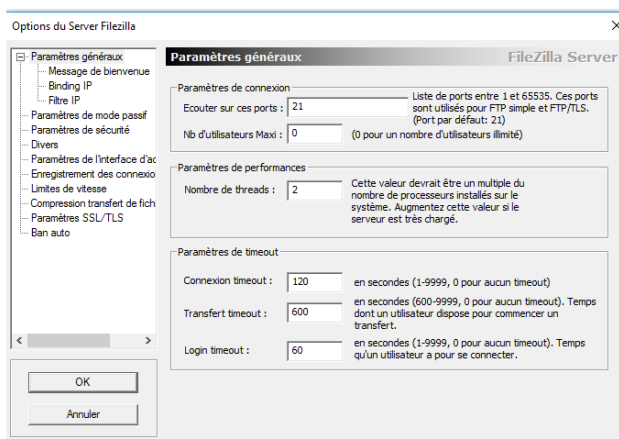 Options du Server Filezilla
Paramètres généraux
Message de bienvenue
Binding IP
Filtre IP
Paramètres de mode passif
Paramètres de sécurité
Divers
Paramètres de l'interface d'ac
Enregistrement des connexio
Limites de vitesse
Compression transfert de fich
Paramètres SSL/TLS
Ban auto
OK
Annuler
Paramètres généraux
FileZilla Server
Paramètres de connexion
Ecouter sur ces ports : 21
Liste de ports entre 1 et 65535. Ces ports
sont utilisés pour FTP simple et FTP/TLS.
(Port par défaut: 21)
Nb d'utilisateurs Maxi : 0 (0 pour un nombre d'utilisateurs illimité)
Paramètres de performances
Nombre de threads : 2
Cette valeur devrait être un multiple du
nombre de processeurs installés sur le
système. Augmentez cette valeur si le
serveur est très chargé.
Paramètres de timeout
Connexion timeout : 120 en secondes (1-9999, 0 pour aucun timeout)
Transfert timeout : 600
en secondes (600-9999, 0 pour aucun timeout). Temps
dont un utilisateur dispose pour commencer un
transfert.
Login timeout : 60
en secondes (1-9999, 0 pour aucun timeout). Temps
qu'un utilisateur a pour se connecter.